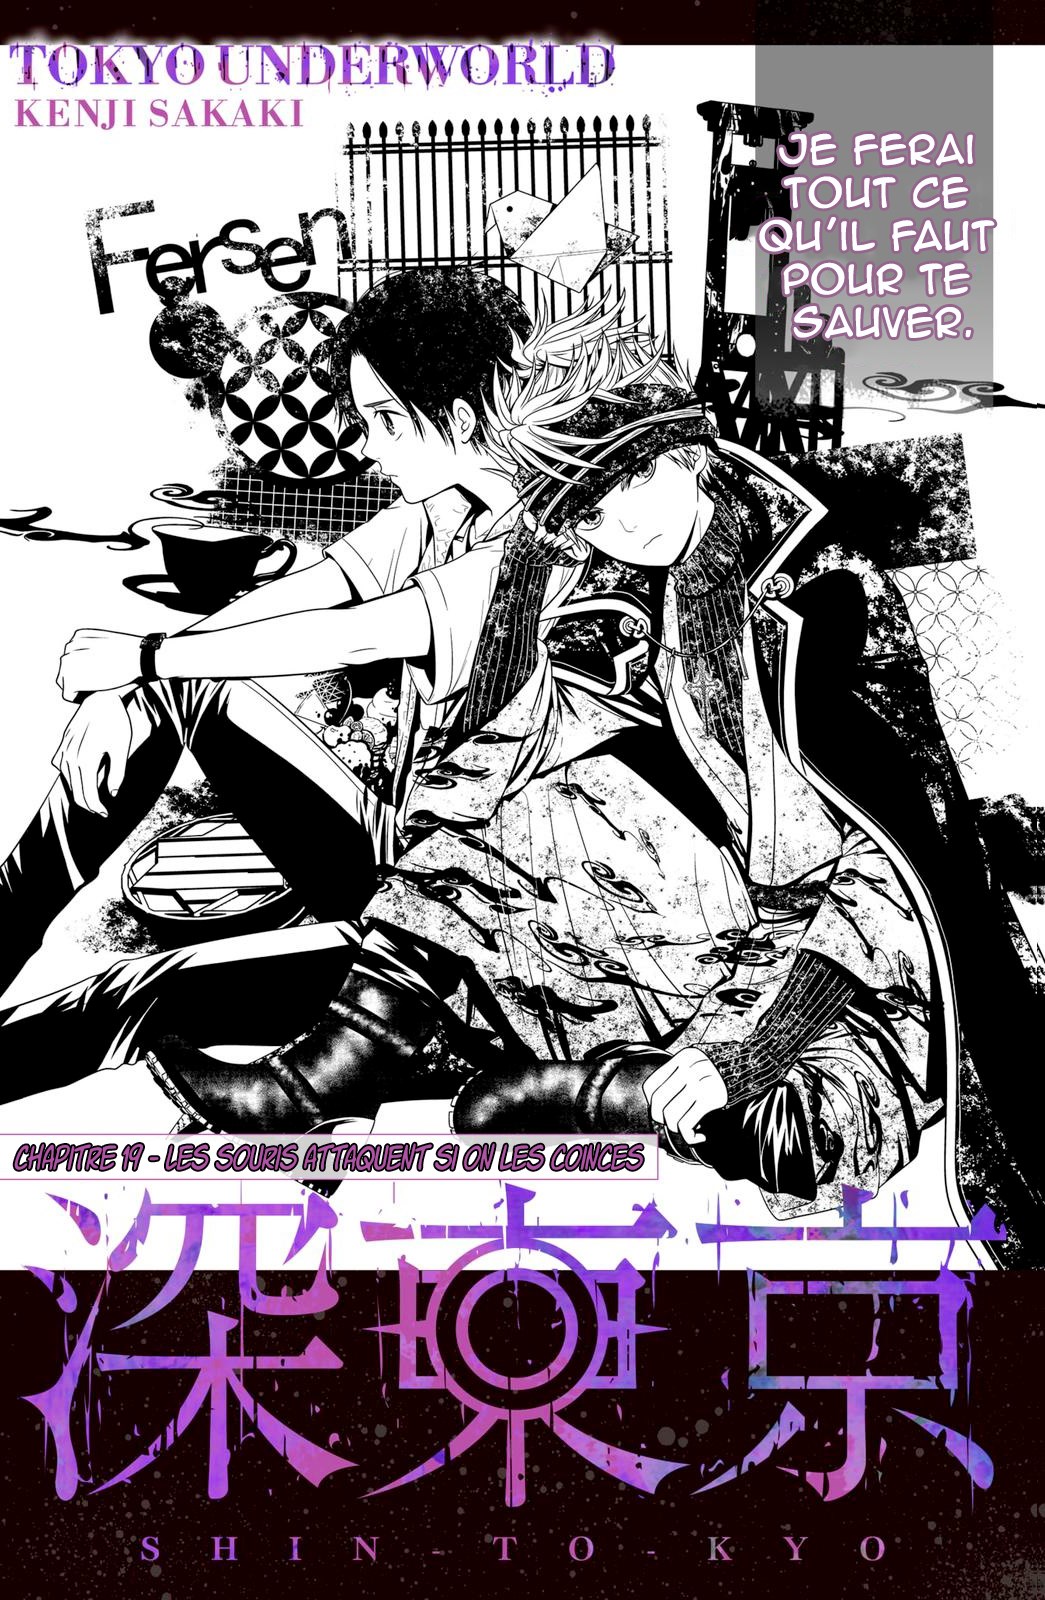 TOKYO UNDERWORLD
KENJI SAKAKI
JE FERAI
TOUT CE
QU'IL FAUT
POUR TE
SAUVER.
Fersen
CHAPITRE 19 - LES SOURIS ATTAQUENT SI ON LES COINCES
深東京
SHIN-TO-KYO